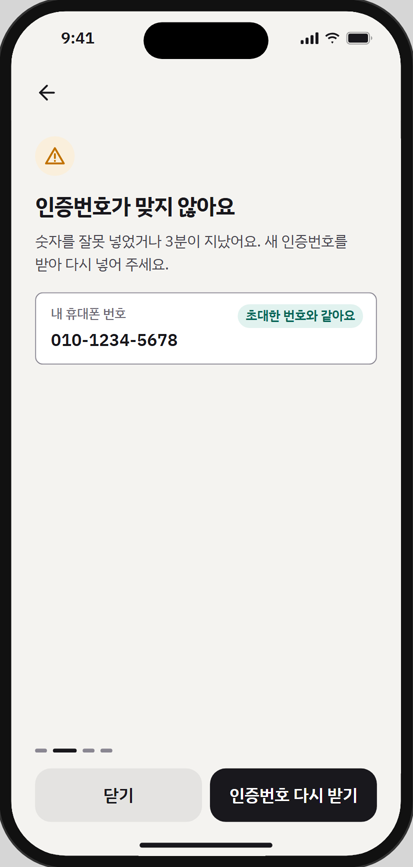 9:41
인증번호가 맞지 않아요
숫자를 잘못 넣었거나 3분이 지났어요. 새 인증번호를
받아 다시 넣어 주세요.
내 휴대폰 번호
초대한 번호와 같아요
010-1234-5678
닫기
인증번호 다시 받기